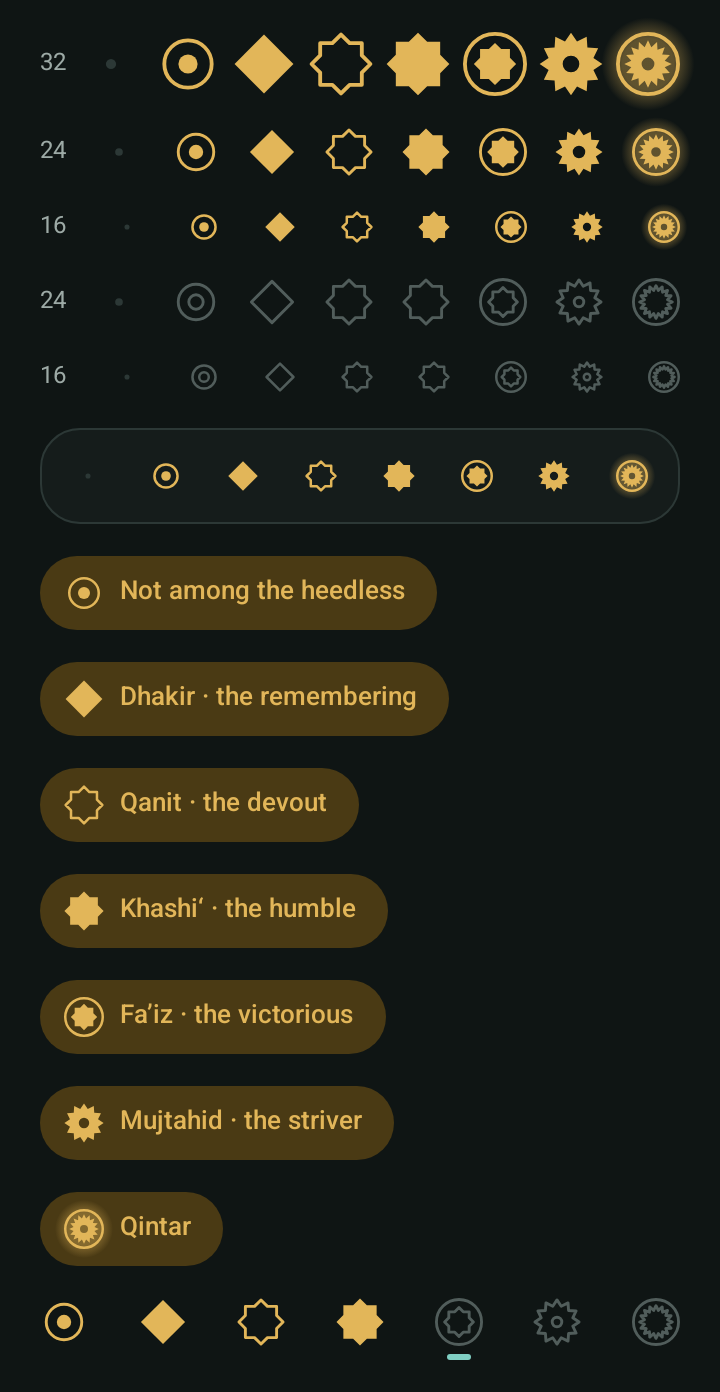 32
24
16
24
16
Not among the heedless
Dhakir · the remembering
Qanit · the devout
Khashi‘ · the humble
Fa’iz · the victorious
Mujtahid · the striver
Qintar